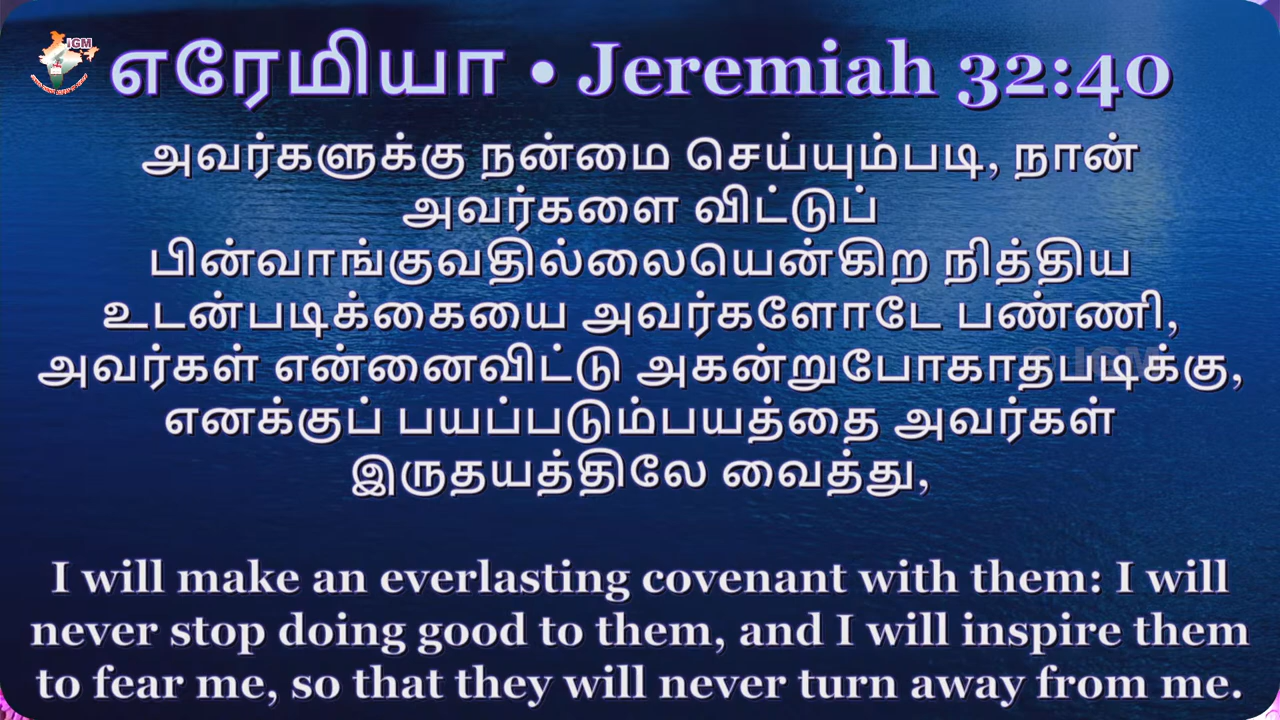 JGM
எரேமியா • Jeremiah 32:40
அவர்களுக்கு நன்மை செய்யும்படி, நான்
அவர்களை விட்டுப்
பின்வாங்குவதில்லையென்கிற நித்திய
உடன்படிக்கையை அவர்களோடே பண்ணி,
அவர்கள் என்னைவிட்டு அகன்றுபோகாதபடிக்கு,
எனக்குப் பயப்படும்பயத்தை அவர்கள்
இருதயத்திலே வைத்து,
I will make an everlasting covenant with them: I will
never stop doing good to them, and I will inspire them
to fear me, so that they will never turn away from me.